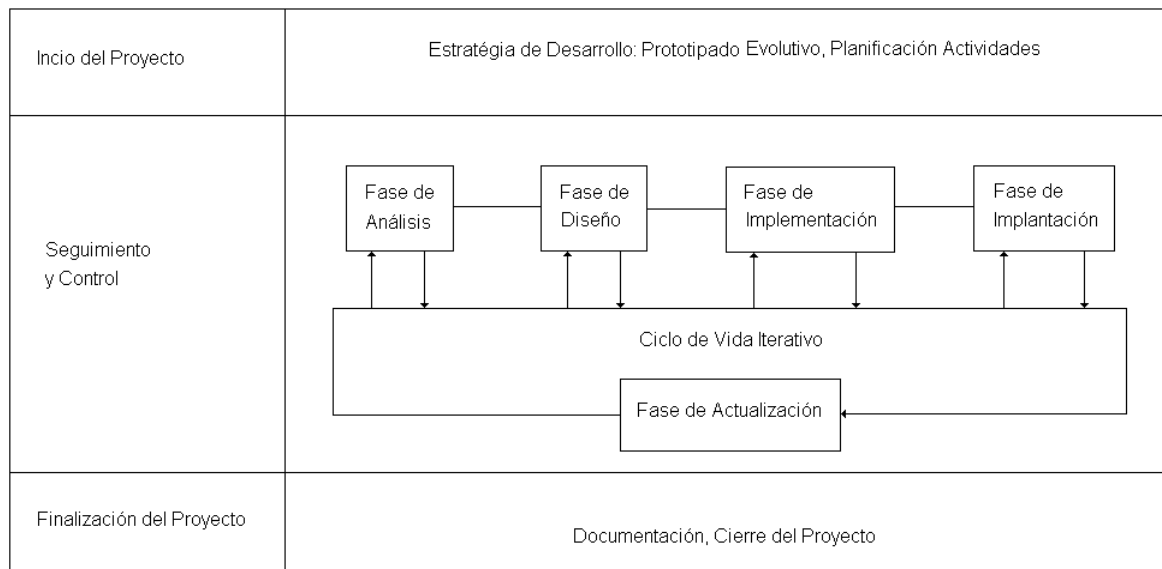 Incio del Proyecto
Estratégia de Desarrollo: Prototipado Evolutivo, Planificación Actividades
Seguimiento
y Control
Fase de
Análisis
Fase de
Diseño
Fase de
Implementación
Fase de
Implantación
Ciclo de Vida Iterativo
Fase de Actualización
Finalización del Proyecto
Documentación, Cierre del Proyecto